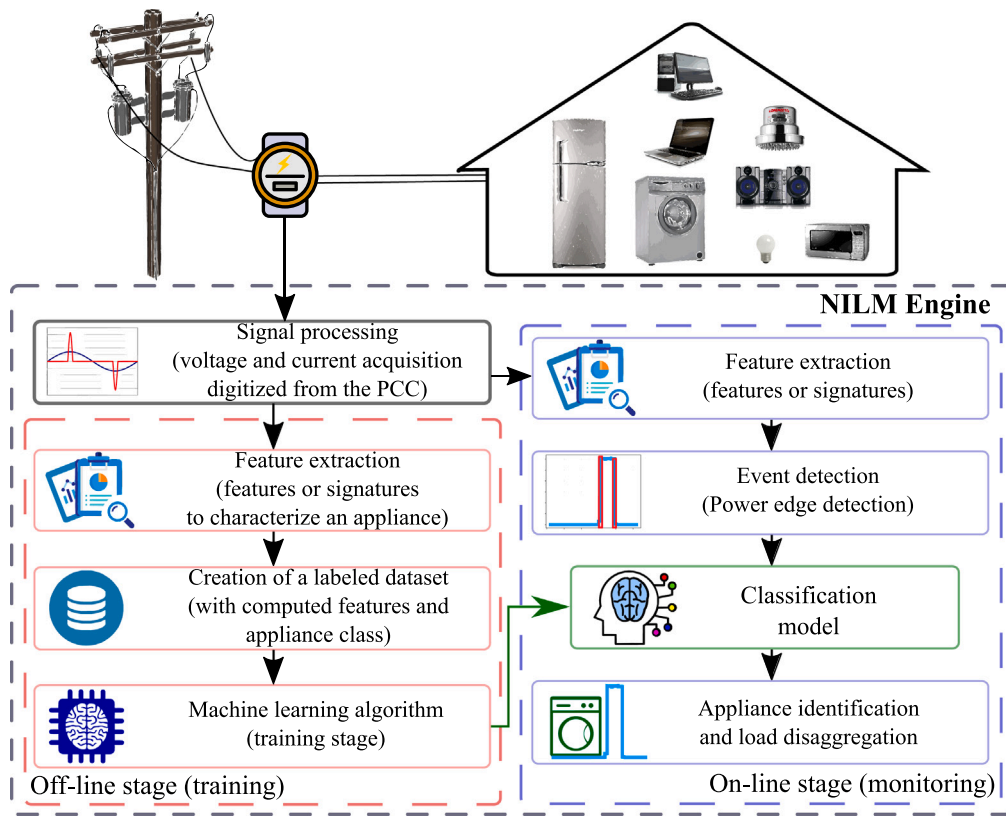 NILM Engine
Signal processing
(voltage and current acquisition
digitized from the PCC)
Feature extraction
(features or signatures
to characterize an appliance)
Creation of a labeled dataset
(with computed features and
appliance class)
Machine learning algorithm
(training stage)
Off-line stage (training)
Feature extraction
(features or signatures)
Event detection
(Power edge detection)
Classification
model
Appliance identification
and load disaggregation
On-line stage (monitoring)